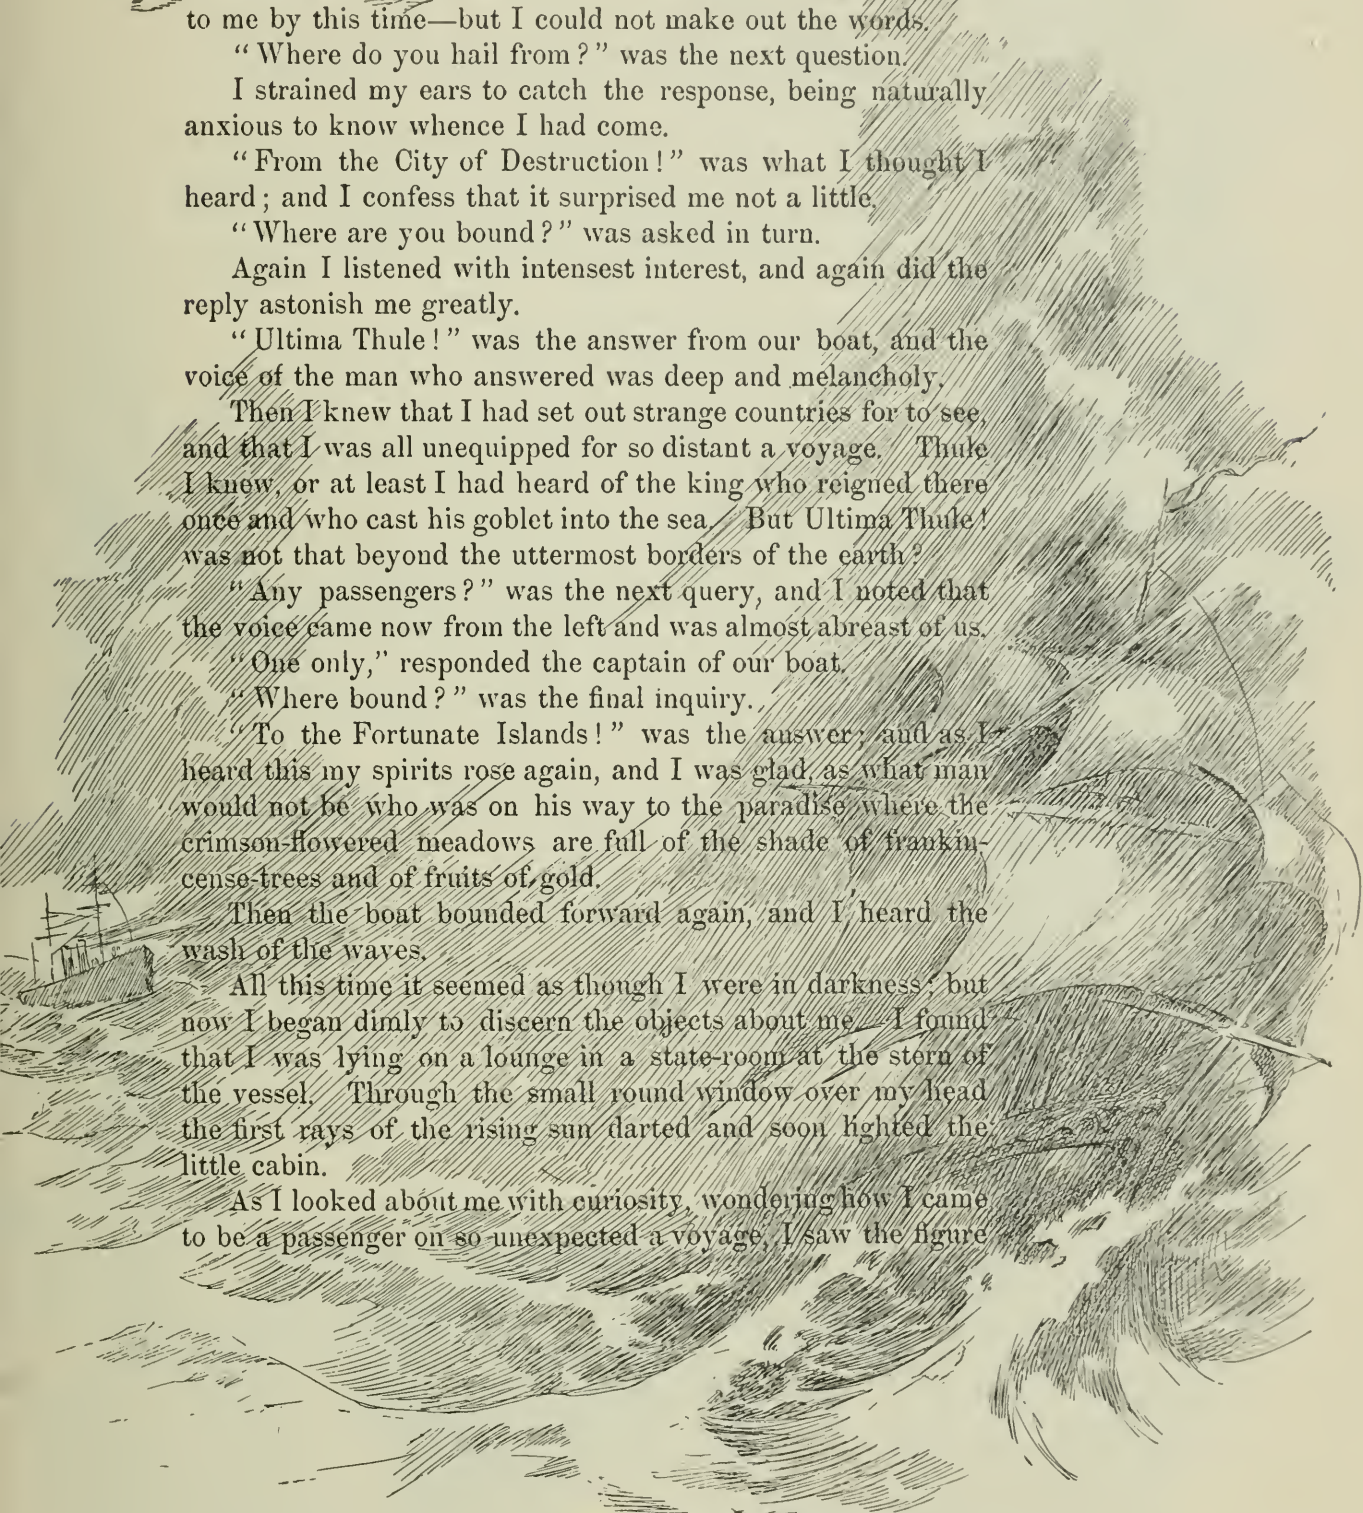 to me by this time—but I could not make out the words.
“Where do you hail from?” was the next question.
I strained my ears to catch the response, being naturally
anxious to know whence I had come.
“From the City of Destruction!” was what I thought I
heard; and I confess that it surprised me not a little.
“Where are you bound?” was asked in turn.
Again I listened with intensest interest, and again did the
reply astonish me greatly.
“Ultima Thule!” was the answer from our boat, and the
voice of the man who answered was deep and melancholy.
Then I knew that I had set out strange countries for to see,
and that I was all unequipped for so distant a voyage. Thule
I knew, or at least I had heard of the king who reigned there
once and who cast his goblet into the sea. But Ultima Thule!
was not that beyond the uttermost borders of the earth?
“Any passengers?” was the next query, and I noted that
the voice came now from the left and was almost abreast of us.
“One only,” responded the captain of our boat.
“Where bound?” was the final inquiry.
“To the Fortunate Islands!” was the answer; and as I
heard this my spirits rose again, and I was glad, as what man
would not be who was on his way to the paradise where the
crimson-flowered meadows are full of the shade of frankin-
cense-trees and of fruits of gold.
Then the boat bounded forward again, and I heard the
wash of the waves.
All this time it seemed as though I were in darkness; but
now I began dimly to discern the objects about me. I found
that I was lying on a lounge in a state-room at the stern of
the vessel. Through the small round window over my head
the first rays of the rising sun darted and soon lighted the
little cabin.
As I looked about me with curiosity, wondering how I came
to be a passenger on so unexpected a voyage, I saw the figure